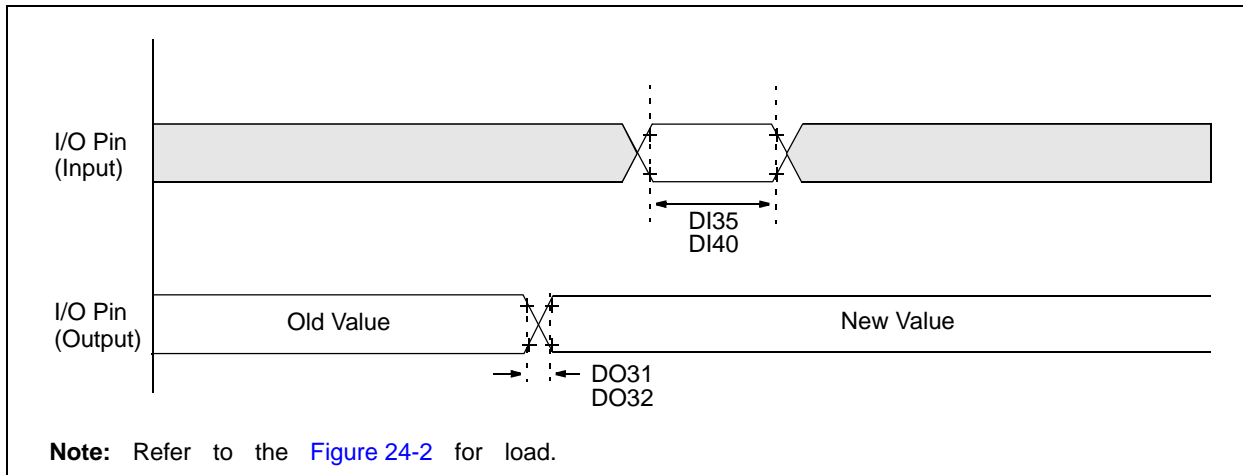 I/O Pin
(Input)
DI35
DI40
I/O Pin
(Output)
Old Value
New Value
DO31
DO32
Note: Refer to the Figure 24-2 for load.